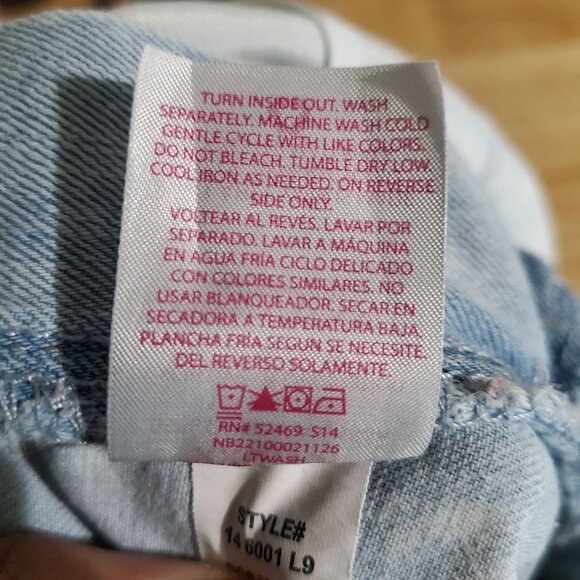 TURN INSIDE OUT. WASH
SEPARATELY. MACHINE WASH COLD
GENTLE CYCLE WITH LIKE COLORS.
DO NOT BLEACH. TUMBLE DRY LOW
COOL IRON AS NEEDED. ON REVERSE
SIDE ONLY.
VOLTEAR AL REVÉS. LAVAR POR
SEPARADO. LAVAR A MÁQUINA
EN AGUA FRÍA CICLO DELICADO
CON COLORES SIMILARES. NO
USAR BLANQUEADOR. SECAR EN
SECADORA A TEMPERATURA BAJA.
PLANCHA FRÍA SEGUN SE NECESITE.
DEL REVERSO SOLAMENTE.
RN# 52469 S14
NB22100021126
LTWASH
STYLE#
14 6001 L9